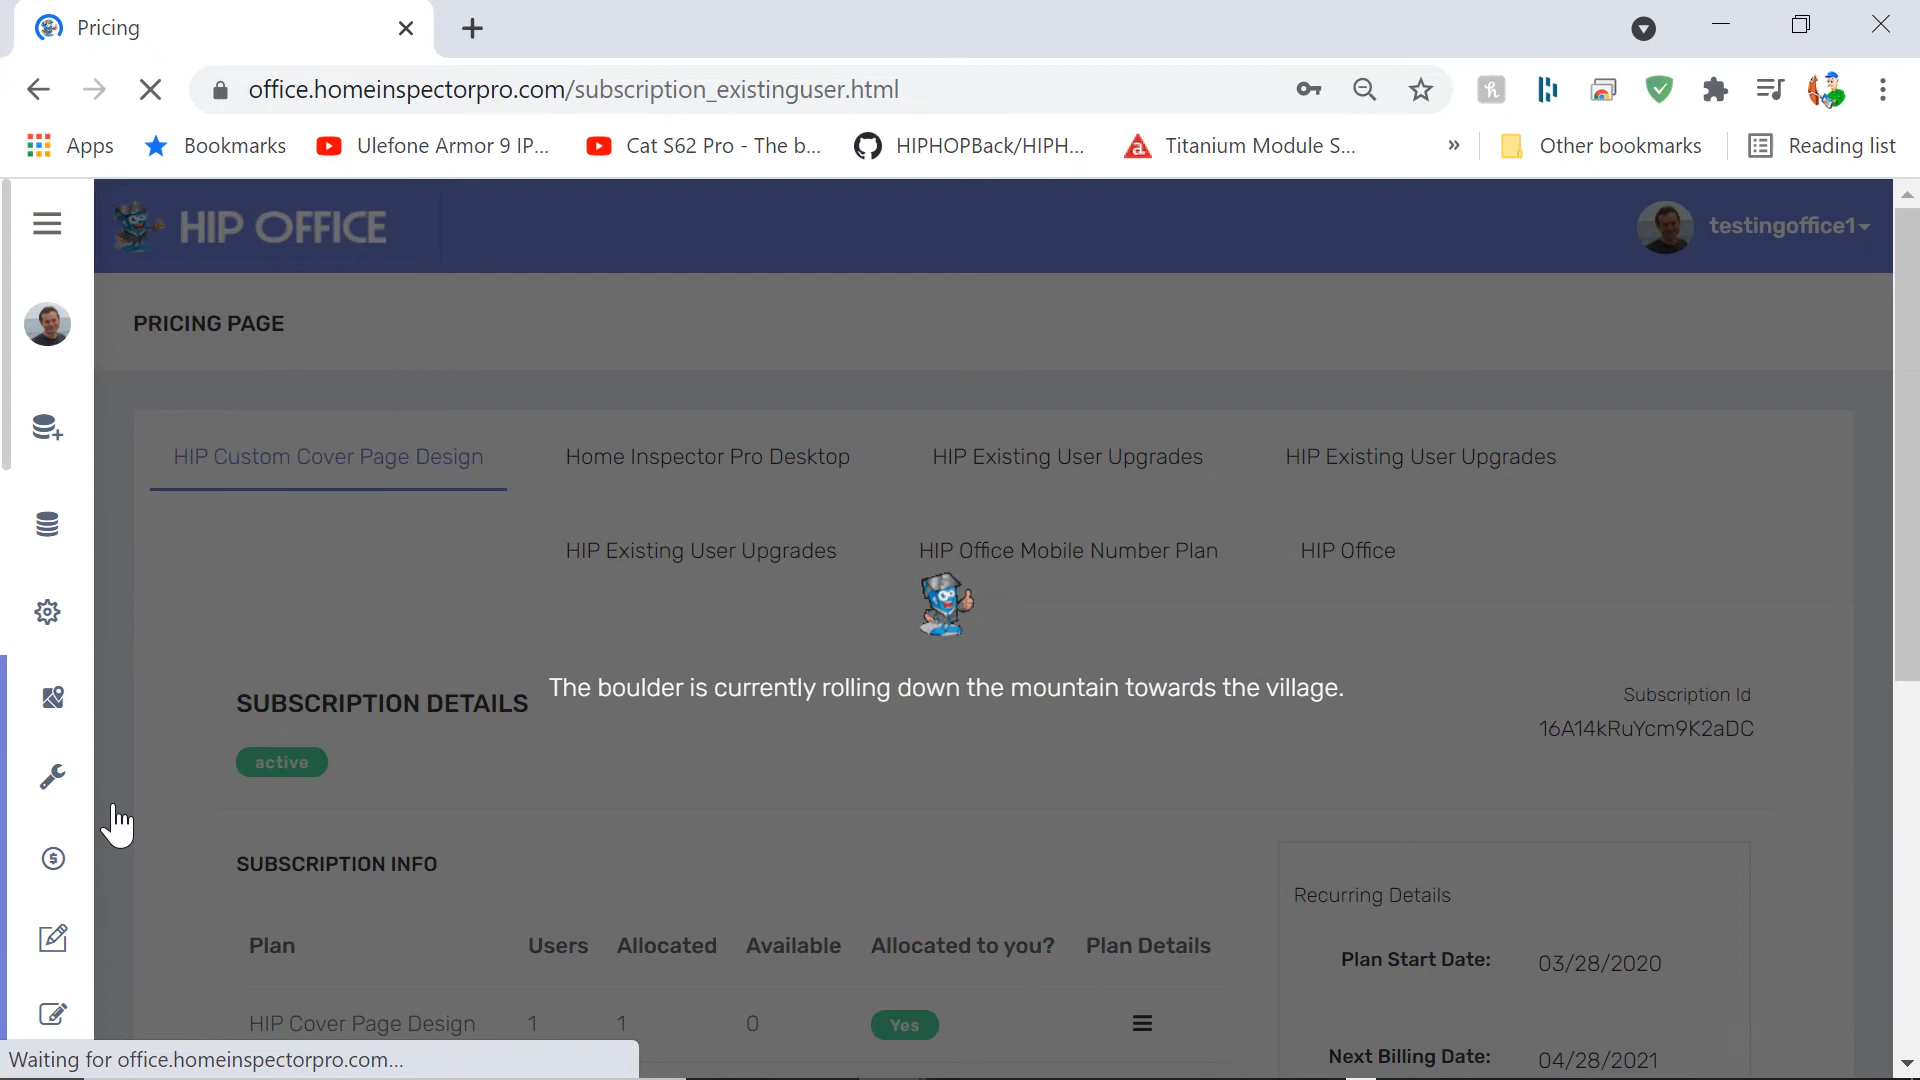 Pricing
office.homeinspectorpro.com/subscription_existinguser.html
Apps Bookmarks Ulefone Armor 9 IP... Cat S62 Pro - The b... HIPHOPBack/HIPH... Titanium Module S... » Other bookmarks Reading list
HIP OFFICE testingoffice1
PRICING PAGE
HIP Custom Cover Page Design Home Inspector Pro Desktop HIP Existing User Upgrades HIP Existing User Upgrades
HIP Existing User Upgrades HIP Office Mobile Number Plan HIP Office
The boulder is currently rolling down the mountain towards the village.
SUBSCRIPTION DETAILS
active
Subscription Id
16A14kRuYcm9K2aDC
SUBSCRIPTION INFO
Plan Users Allocated Available Allocated to you? Plan Details
HIP Cover Page Design 1 1 0 Yes
Recurring Details
Plan Start Date: 03/28/2020
Next Billing Date: 04/28/2021
Waiting for office.homeinspectorpro.com...